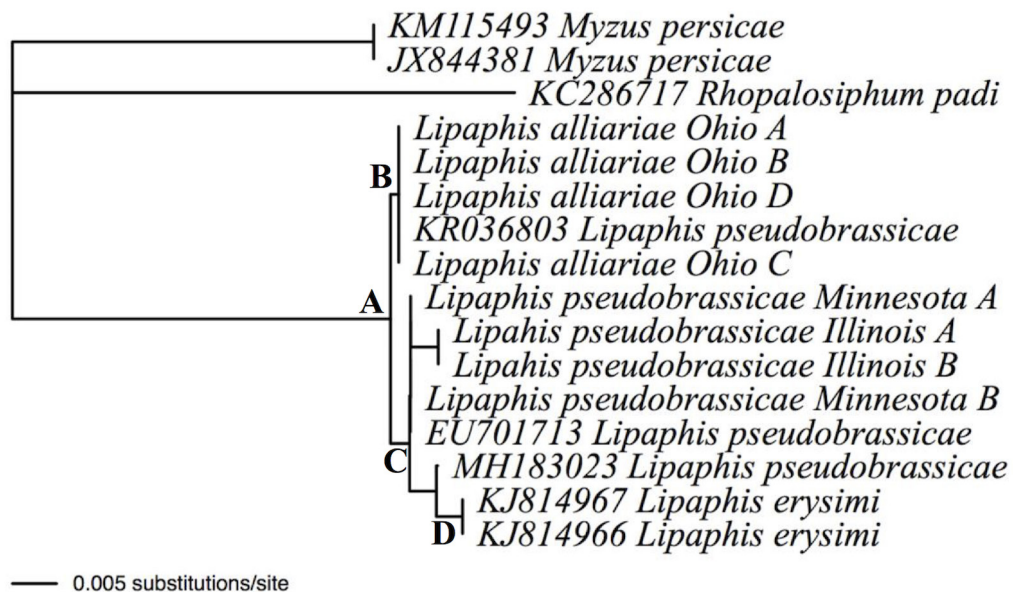 KM115493 Myzus persicae
JX844381 Myzus persicae
KC286717 Rhopalosiphum padi
Lipaphis alliariae Ohio A
B
Lipaphis alliariae Ohio B
Lipaphis alliariae Ohio D
KR036803 Lipaphis pseudobrassicae
Lipaphis alliariae Ohio C
A
Lipaphis pseudobrassicae Minnesota A
Lipahis pseudobrassicae Illinois A
Lipahis pseudobrassicae Illinois B
Lipaphis pseudobrassicae Minnesota B
EU701713 Lipaphis pseudobrassicae
C
MH183023 Lipaphis pseudobrassicae
KJ814967 Lipaphis erysimi
D
KJ814966 Lipaphis erysimi
0.005 substitutions/site